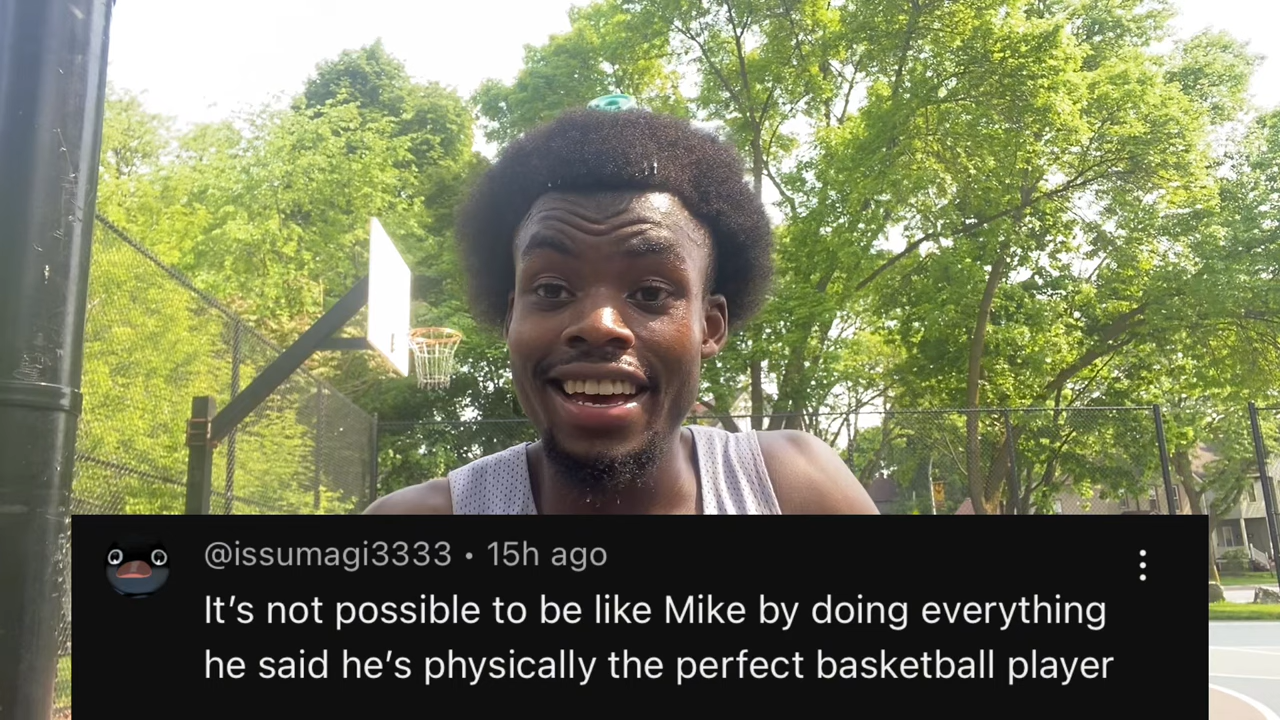 @issumagi3333 • 15h ago
It’s not possible to be like Mike by doing everything
he said he’s physically the perfect basketball player